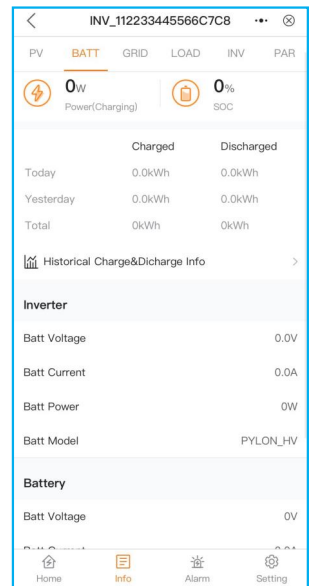 INV_112233445566C7C8
PV BATT GRID LOAD INV PAR
0W 0%
Power(Charging) SOC
Charged Discharged
Today 0.0kWh 0.0kWh
Yesterday 0.0kWh 0.0kWh
Total 0kWh 0kWh
Historical Charge&Dicharge Info
Inverter
Batt Voltage 0.0V
Batt Current 0.0A
Batt Power 0W
Batt Model PYLON_HV
Battery
Batt Voltage 0V
Home Info Alarm Setting